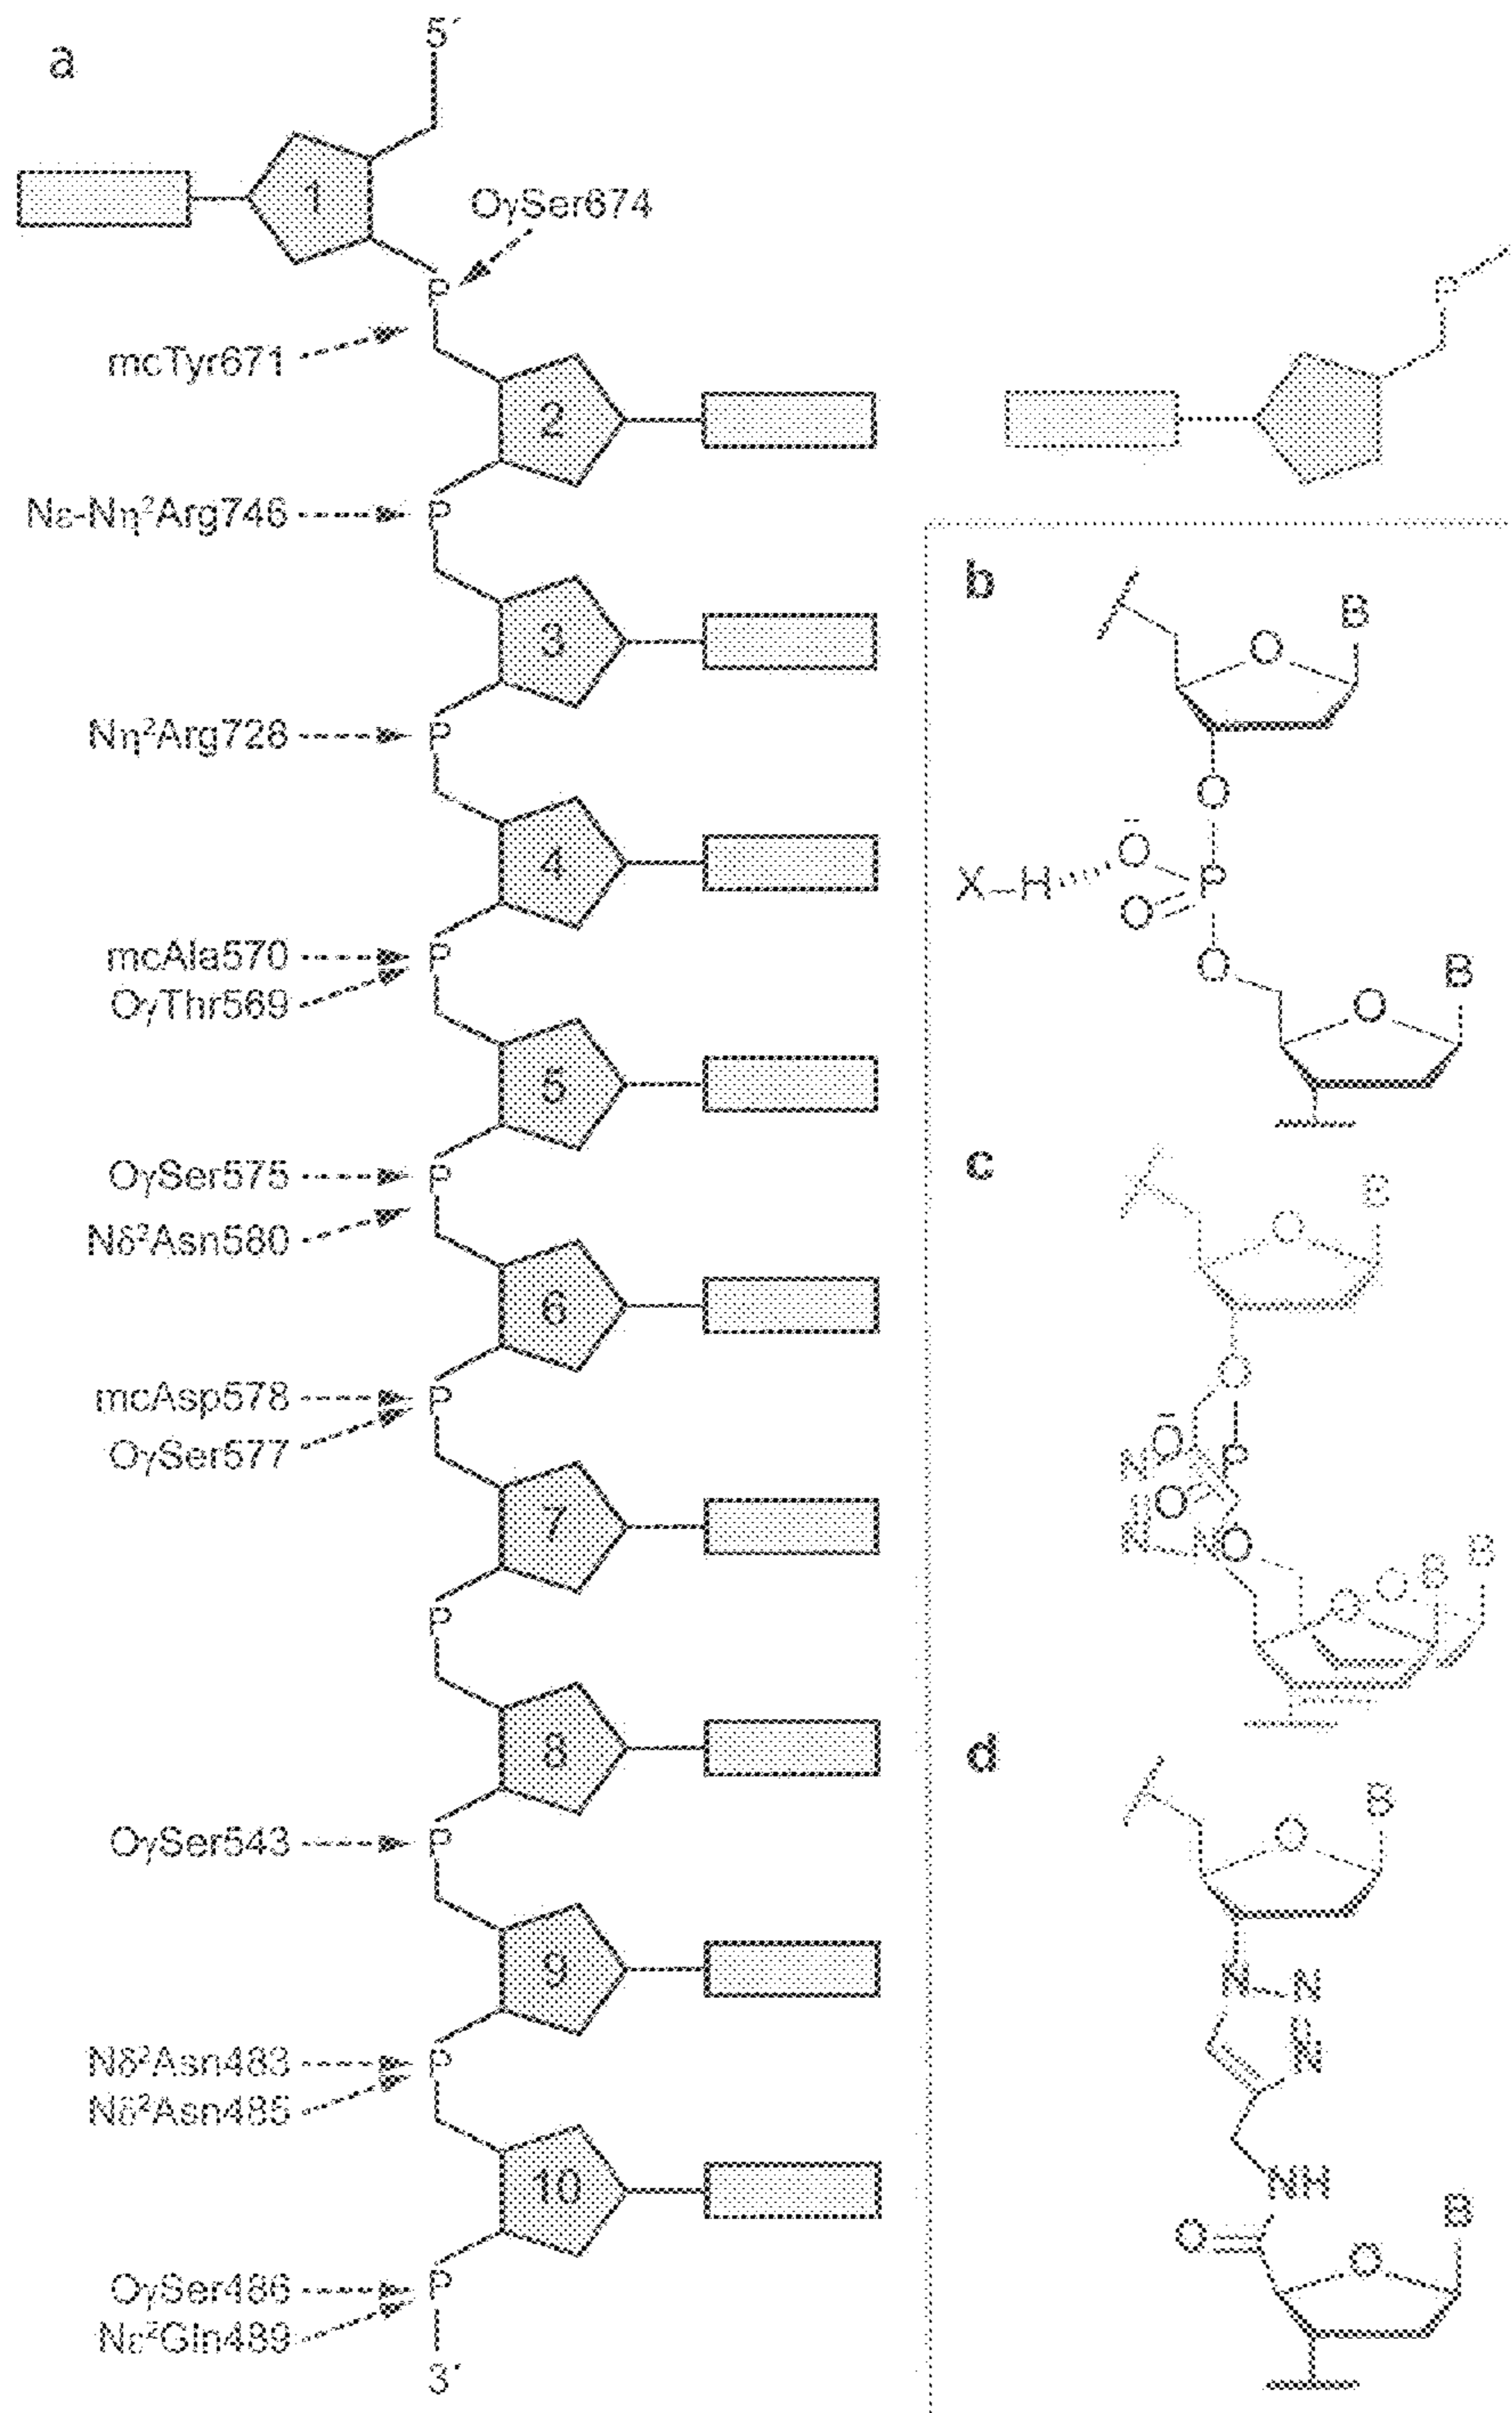 a
5′
1
OγSer674
P
mcTyr671
P
2
Nε-Nη²Arg746
P
b
3
B
O
Nη²Arg728
P
O
4
X
H
O
-
P
O
mcAla570
P
OγThr569
O
B
O
5
OγSer575
P
c
Nδ²Asn580
B
O
6
O
mcAsp578
P
OγSer577
O
-
P
N
O
7
N
N
O
B
B
O
O
P
8
d
B
O
OγSer543
P
9
N
N
N
Nδ²Asn483
P
Nδ²Asn485
NH
10
B
O
O
OγSer486
P
Nε²Gln489
3′